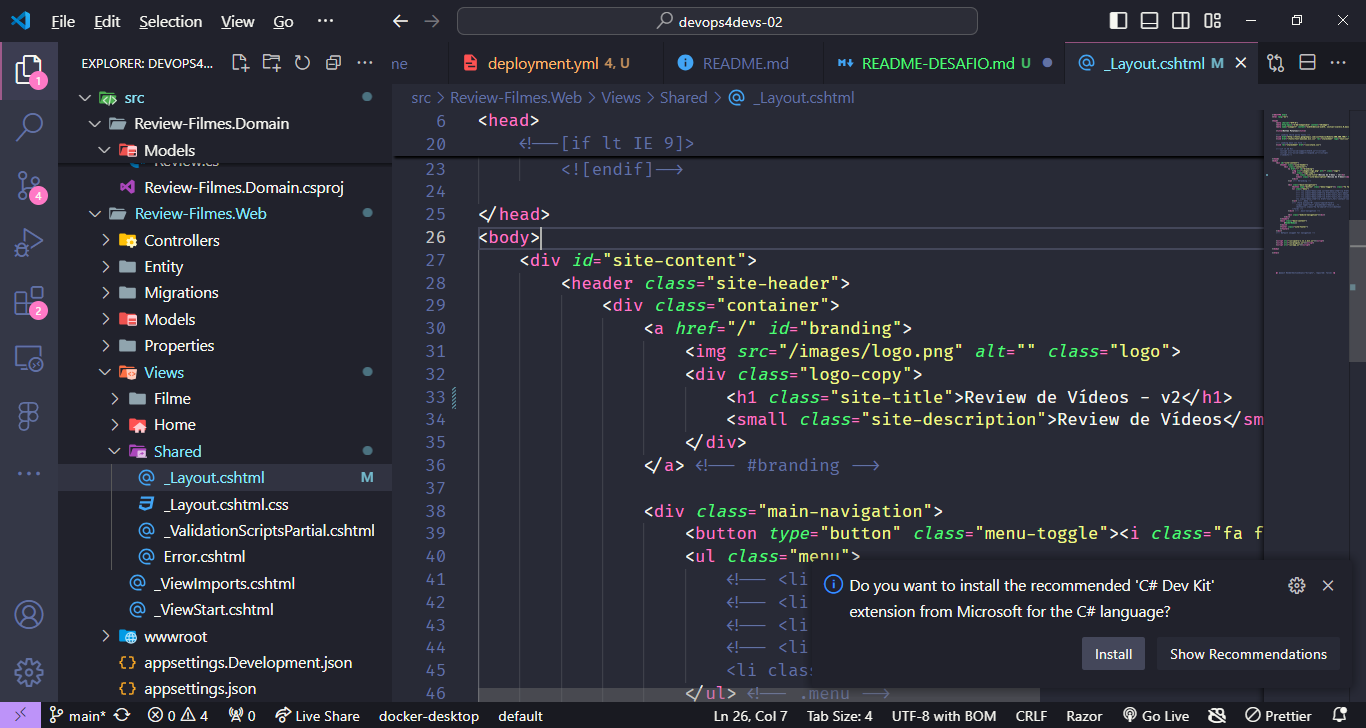 File Edit Selection View Go ··· devops4devs-02
EXPLORER: DEVOPS4...
ne deployment.yml 4, U README.md README-DESAFIO.md U _Layout.cshtml M
src > Review-Filmes.Web > Views > Shared > _Layout.cshtml
1
4
2
src
Review-Filmes.Domain
Models
Review.cs
Review-Filmes.Domain.csproj
Review-Filmes.Web
Controllers
Entity
Migrations
Models
Properties
Views
Filme
Home
Shared
_Layout.cshtml M
_Layout.cshtml.css
_ValidationScriptsPartial.cshtml
Error.cshtml
_ViewImports.cshtml
_ViewStart.cshtml
wwwroot
appsettings.Development.json
appsettings.json
6 <head>
20 <!--[if lt IE 9]>
23 <![endif]-->
24
25 </head>
26 <body>
27 <div id="site-content">
28 <header class="site-header">
29 <div class="container">
30 <a href="/" id="branding">
31 <img src="/images/logo.png" alt="" class="logo">
32 <div class="logo-copy">
33 <h1 class="site-title">Review de Vídeos - v2</h1>
34 <small class="site-description">Review de Vídeos</sm
35 </div>
36 </a> <!-- #branding -->
37
38 <div class="main-navigation">
39 <button type="button" class="menu-toggle"><i class="fa f
40 <ul class="menu">
41 <!-- <li
42 <!-- <li
43 <!-- <li
44 <!-- <li
45 <li clas
46 </ul> <!-- .menu -->
Do you want to install the recommended 'C# Dev Kit'
extension from Microsoft for the C# language?
Install Show Recommendations
main* 0 4 0 Live Share docker-desktop default Ln 26, Col 7 Tab Size: 4 UTF-8 with BOM CRLF Razor Go Live Prettier